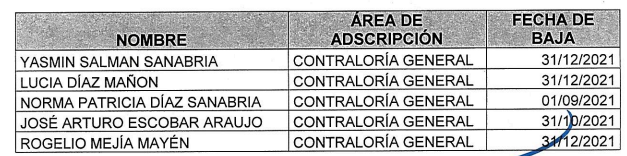 NOMBRE ÁREA DE ADSCRIPCIÓN FECHA DE BAJA
YASMIN SALMAN SANABRIA CONTRALORÍA GENERAL 31/12/2021
LUCIA DÍAZ MAÑON CONTRALORÍA GENERAL 31/12/2021
NORMA PATRICIA DÍAZ SANABRIA CONTRALORÍA GENERAL 01/09/2021
JOSÉ ARTURO ESCOBAR ARAUJO CONTRALORÍA GENERAL 31/10/2021
ROGELIO MEJÍA MAYÉN CONTRALORÍA GENERAL 31/12/2021